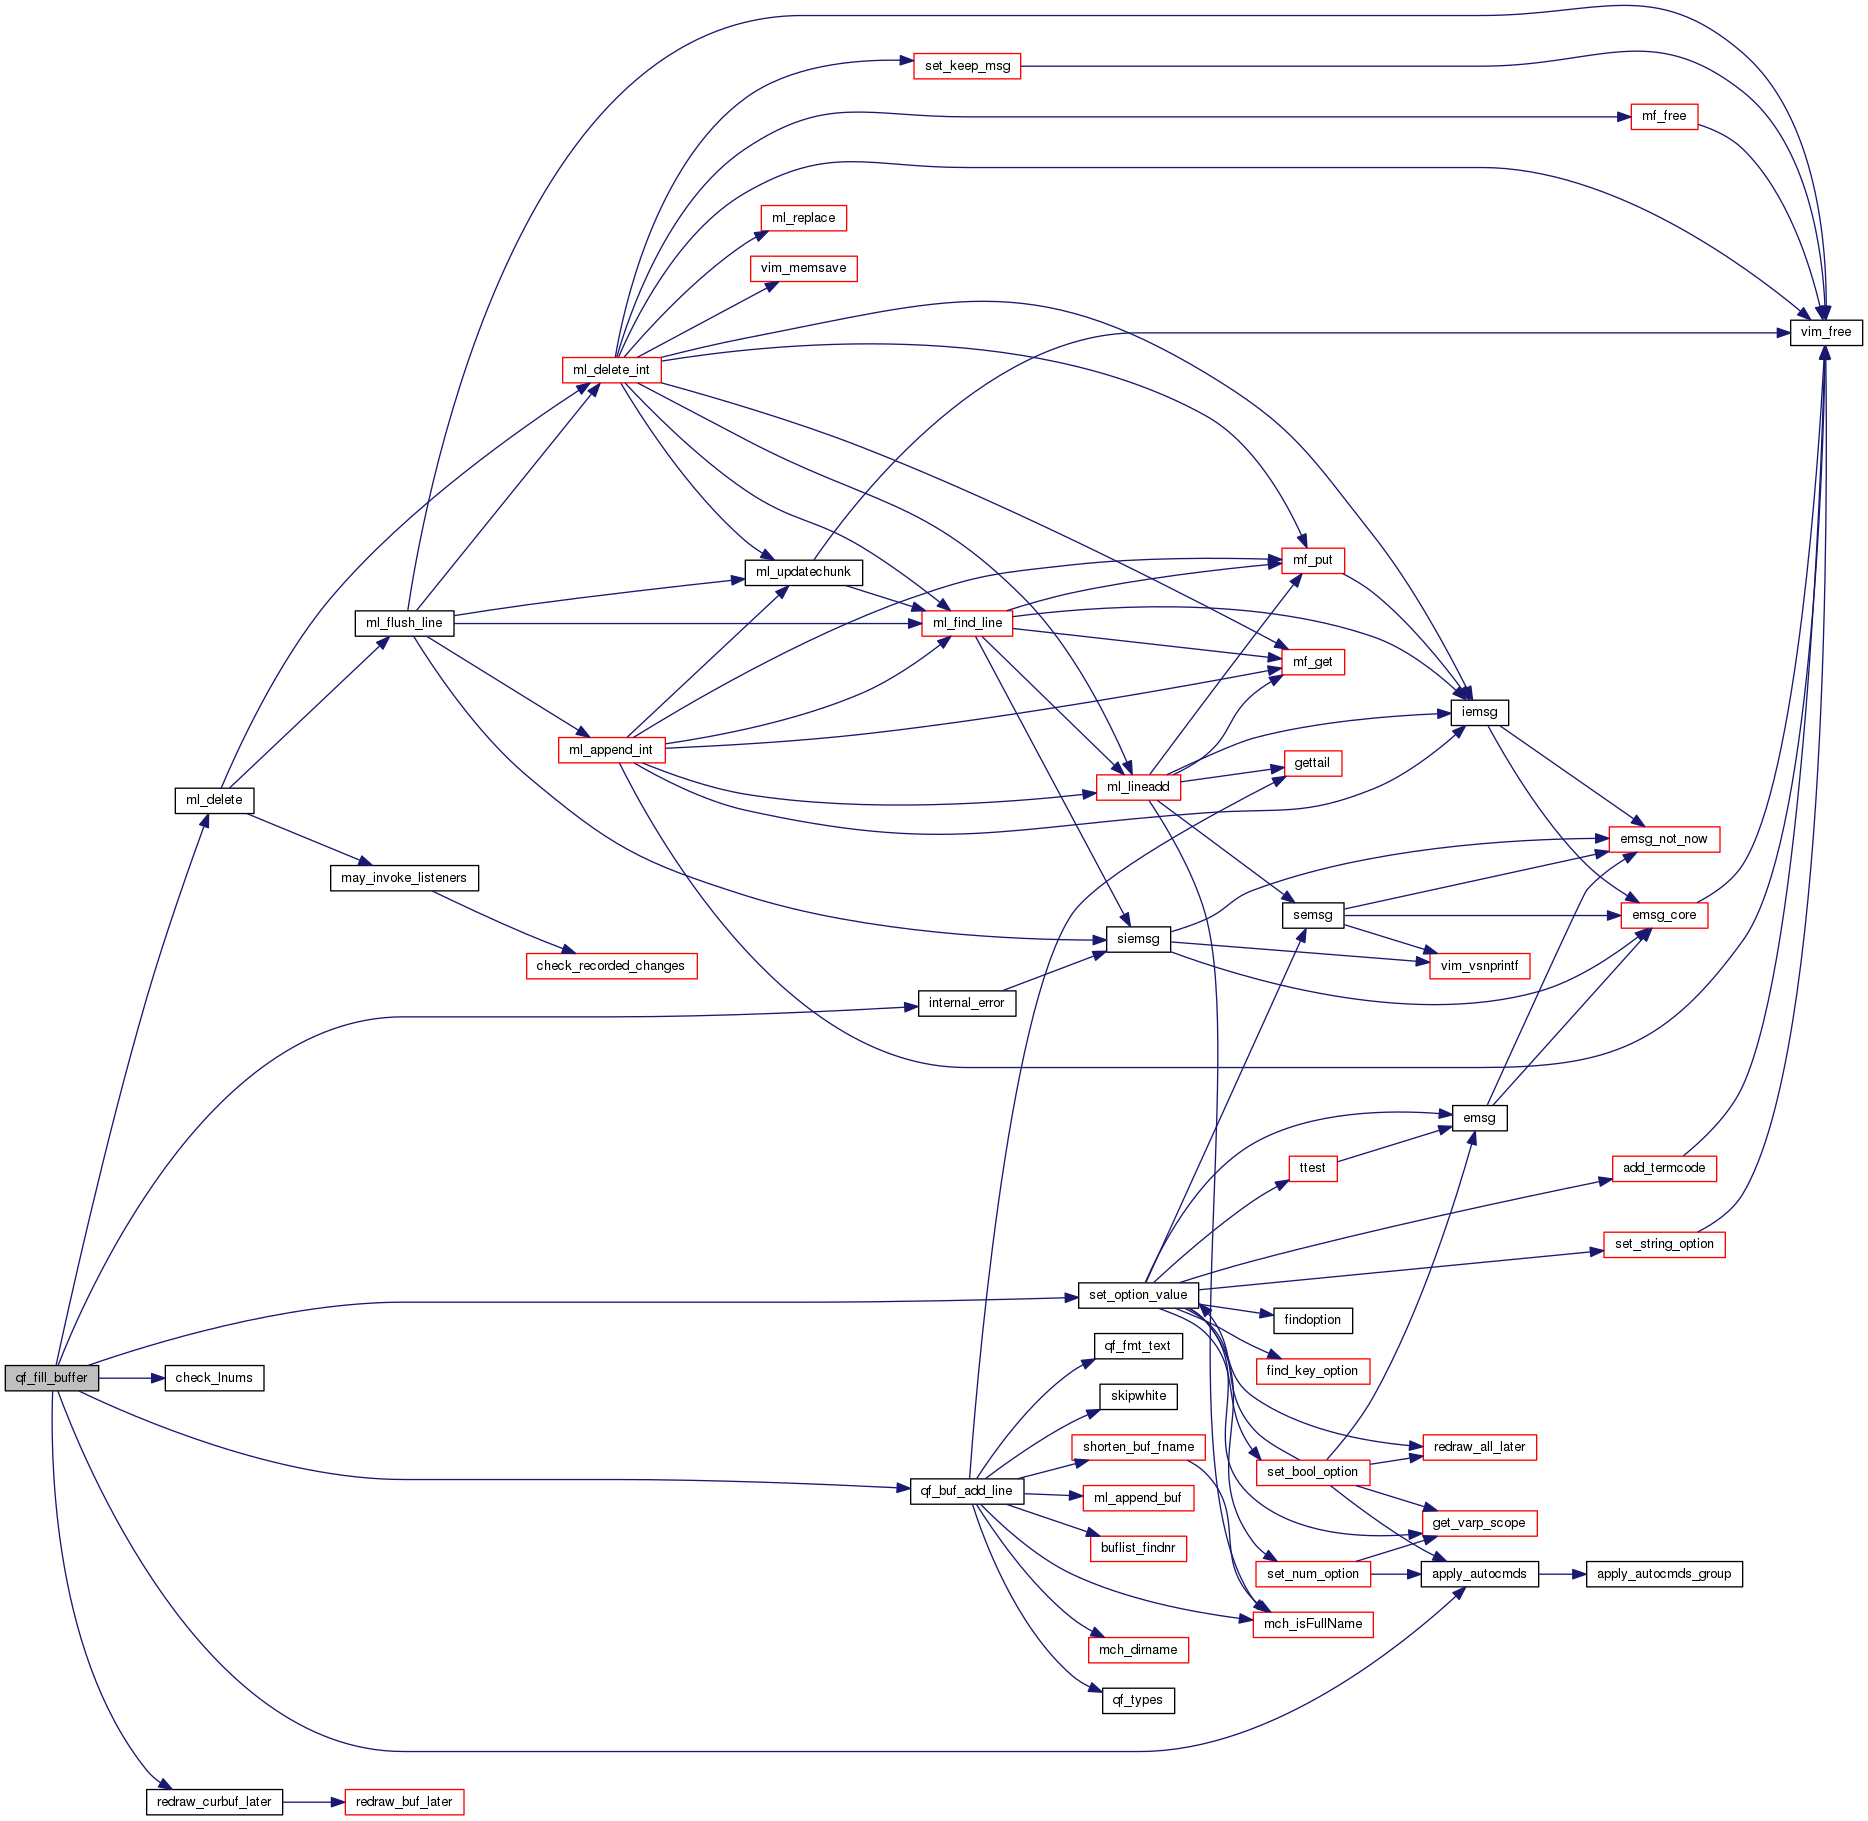 set_keep_msg
mf_free
ml_replace
vim_memsave
vim_free
ml_delete_int
mf_put
ml_updatechunk
ml_flush_line
ml_find_line
mf_get
iemsg
ml_append_int
gettail
ml_lineadd
ml_delete
emsg_not_now
may_invoke_listeners
semsg
emsg_core
siemsg
check_recorded_changes
vim_vsnprintf
internal_error
emsg
ttest
add_termcode
set_string_option
set_option_value
findoption
qf_fmt_text
find_key_option
qf_fill_buffer
check_lnums
skipwhite
shorten_buf_fname
redraw_all_later
set_bool_option
qf_buf_add_line
ml_append_buf
get_varp_scope
buflist_findnr
set_num_option
apply_autocmds
apply_autocmds_group
mch_isFullName
mch_dirname
qf_types
redraw_curbuf_later
redraw_buf_later